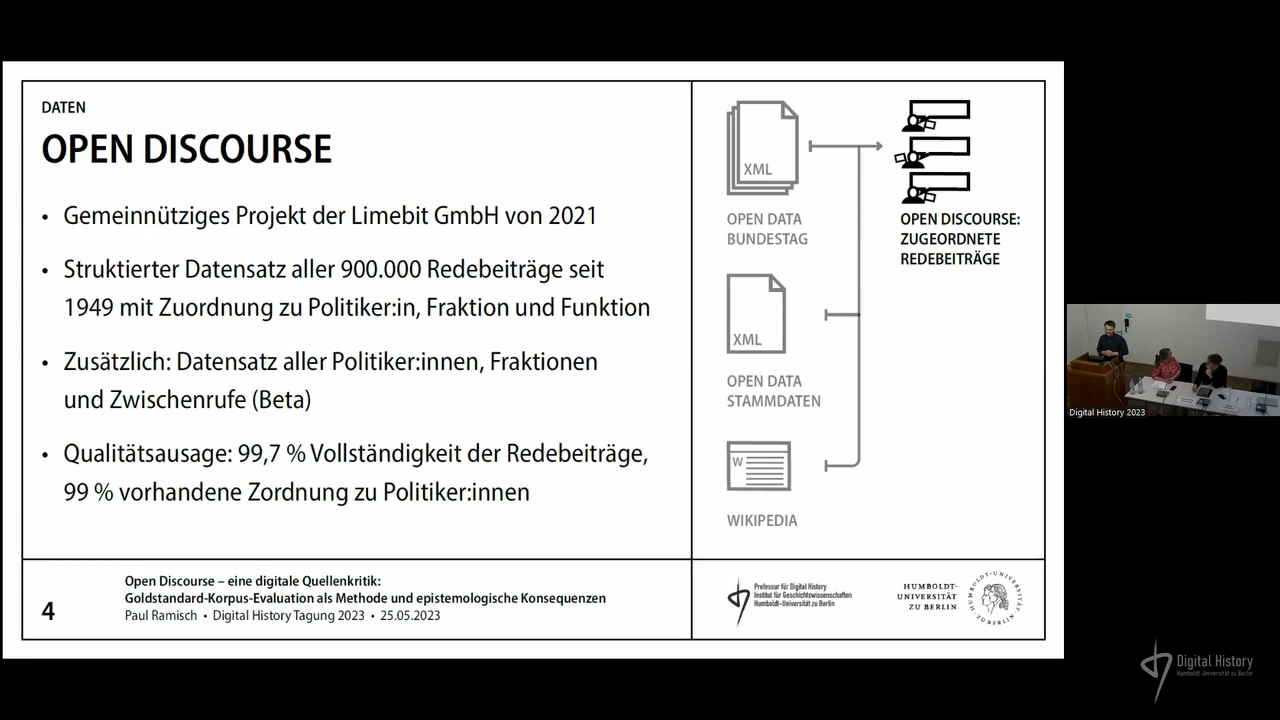 DATEN
OPEN DISCOURSE
• Gemeinnütziges Projekt der Limebit GmbH von 2021
• Struktierter Datensatz aller 900.000 Redebeiträge seit
1949 mit Zuordnung zu Politiker:in, Fraktion und Funktion
• Zusätzlich: Datensatz aller Politiker:innen, Fraktionen
und Zwischenrufe (Beta)
• Qualitätsausage: 99,7 % Vollständigkeit der Redebeiträge,
99 % vorhandene Zordnung zu Politiker:innen
XML
OPEN DATA
BUNDESTAG
XML
OPEN DATA
STAMMDATEN
W
WIKIPEDIA
OPEN DISCOURSE:
ZUGEORDNETE
REDEBEITRÄGE
4
Open Discourse – eine digitale Quellenkritik:
Goldstandard-Korpus-Evaluation als Methode und epistemologische Konsequenzen
Paul Ramisch • Digital History Tagung 2023 • 25.05.2023
Professur für Digital History
Institut für Geschichtswissenschaften
Humboldt-Universität zu Berlin
HUMBOLDT-
UNIVERSITÄT
ZU BERLIN
HUMBOLDT-UNIVERSITÄT
ZU BERLIN
Digital History 2023
Digital History
Humboldt-Universität zu Berlin